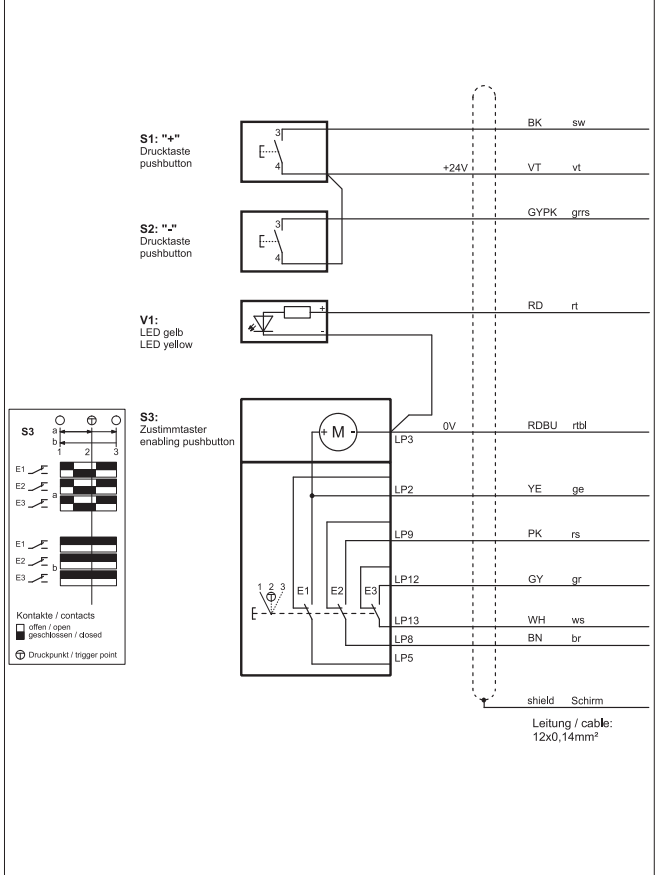 S1: "+"
Drucktaste
pushbutton
3
4
BK sw
+24V VT vt
S2: "-"
Drucktaste
pushbutton
3
4
GYPK grrs
V1:
LED gelb
LED yellow
+
-
RD rt
S3:
Zustimmtaster
enabling pushbutton
+ M -
LP3
0V RDBU rtbl
LP2 YE ge
LP9 PK rs
LP12 GY gr
1 2 3
T
E1 E2 E3
LP13 WH ws
LP8 BN br
LP5
shield Schirm
Leitung / cable:
12x0,14mm²
S3
T
a
b
1 2 3
E1
E2
E3
a
E1
E2
E3
b
Kontakte / contacts
offen / open
geschlossen / closed
T Druckpunkt / trigger point